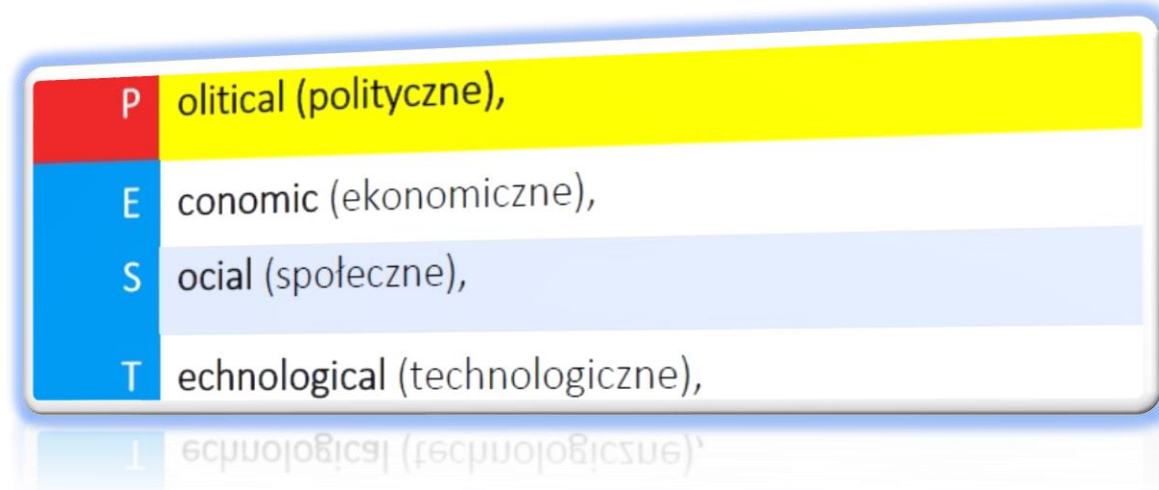 P olitical (polityczne),
E conomic (ekonomiczne),
S ocial (społeczne),
T echnological (technologiczne),